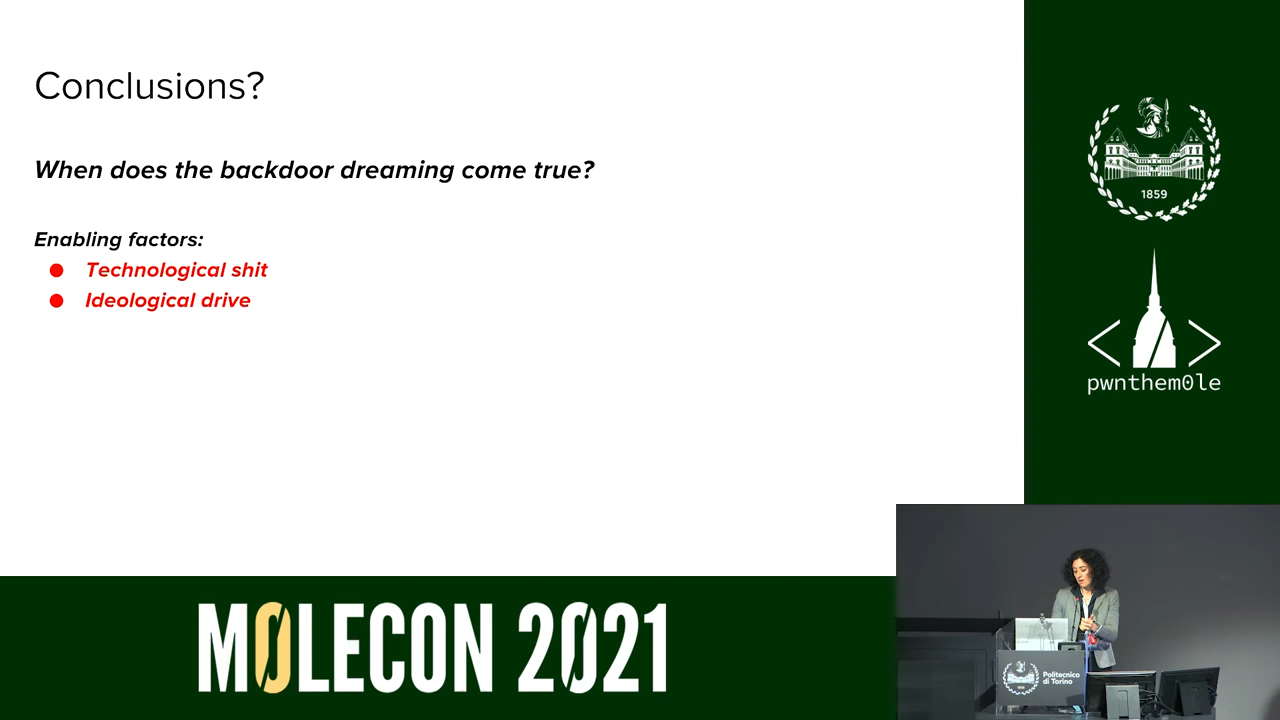 Conclusions?
When does the backdoor dreaming come true?
Enabling factors:
● Technological shit
● Ideological drive
1859
< >
pwnthem0le
MOLECON 2021
Politecnico
di Torino